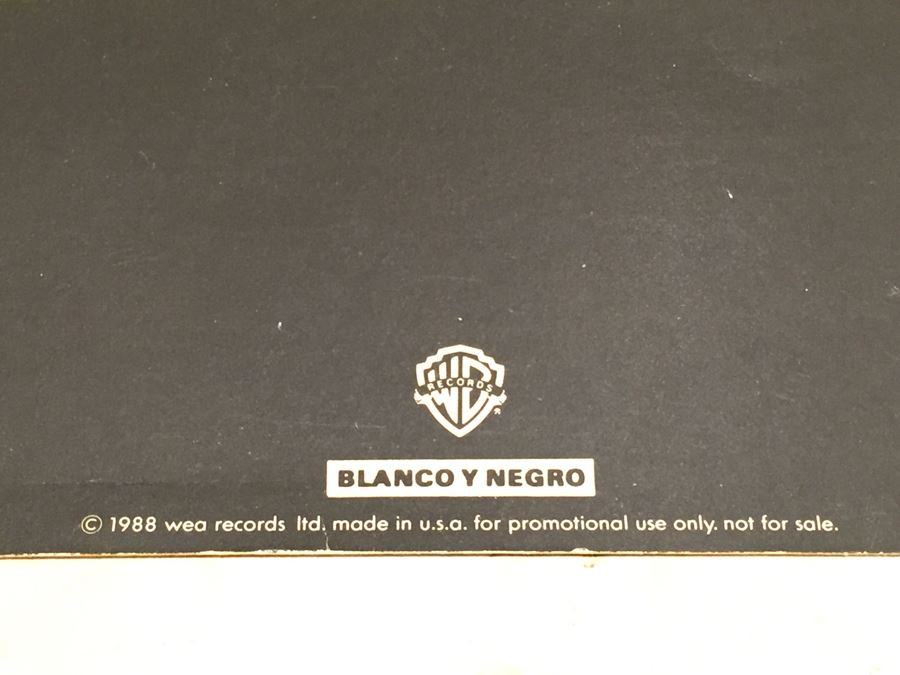 WB
RECORDS
®
BLANCO Y NEGRO
© 1988 wea records ltd. made in u.s.a. for promotional use only. not for sale.